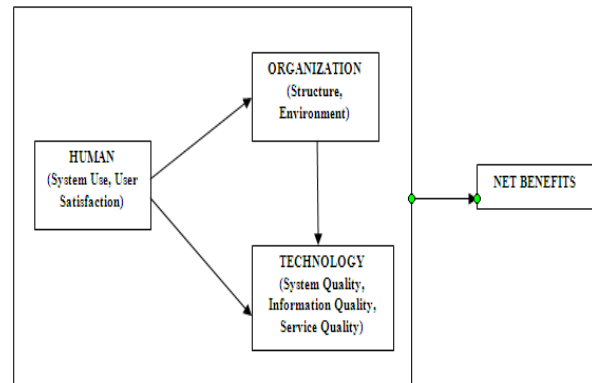 ORGANIZATION
(Structure,
Environment)
HUMAN
(System Use, User
Satisfaction)
NET BENEFITS
TECHNOLOGY
(System Quality,
Information Quality,
Service Quality)